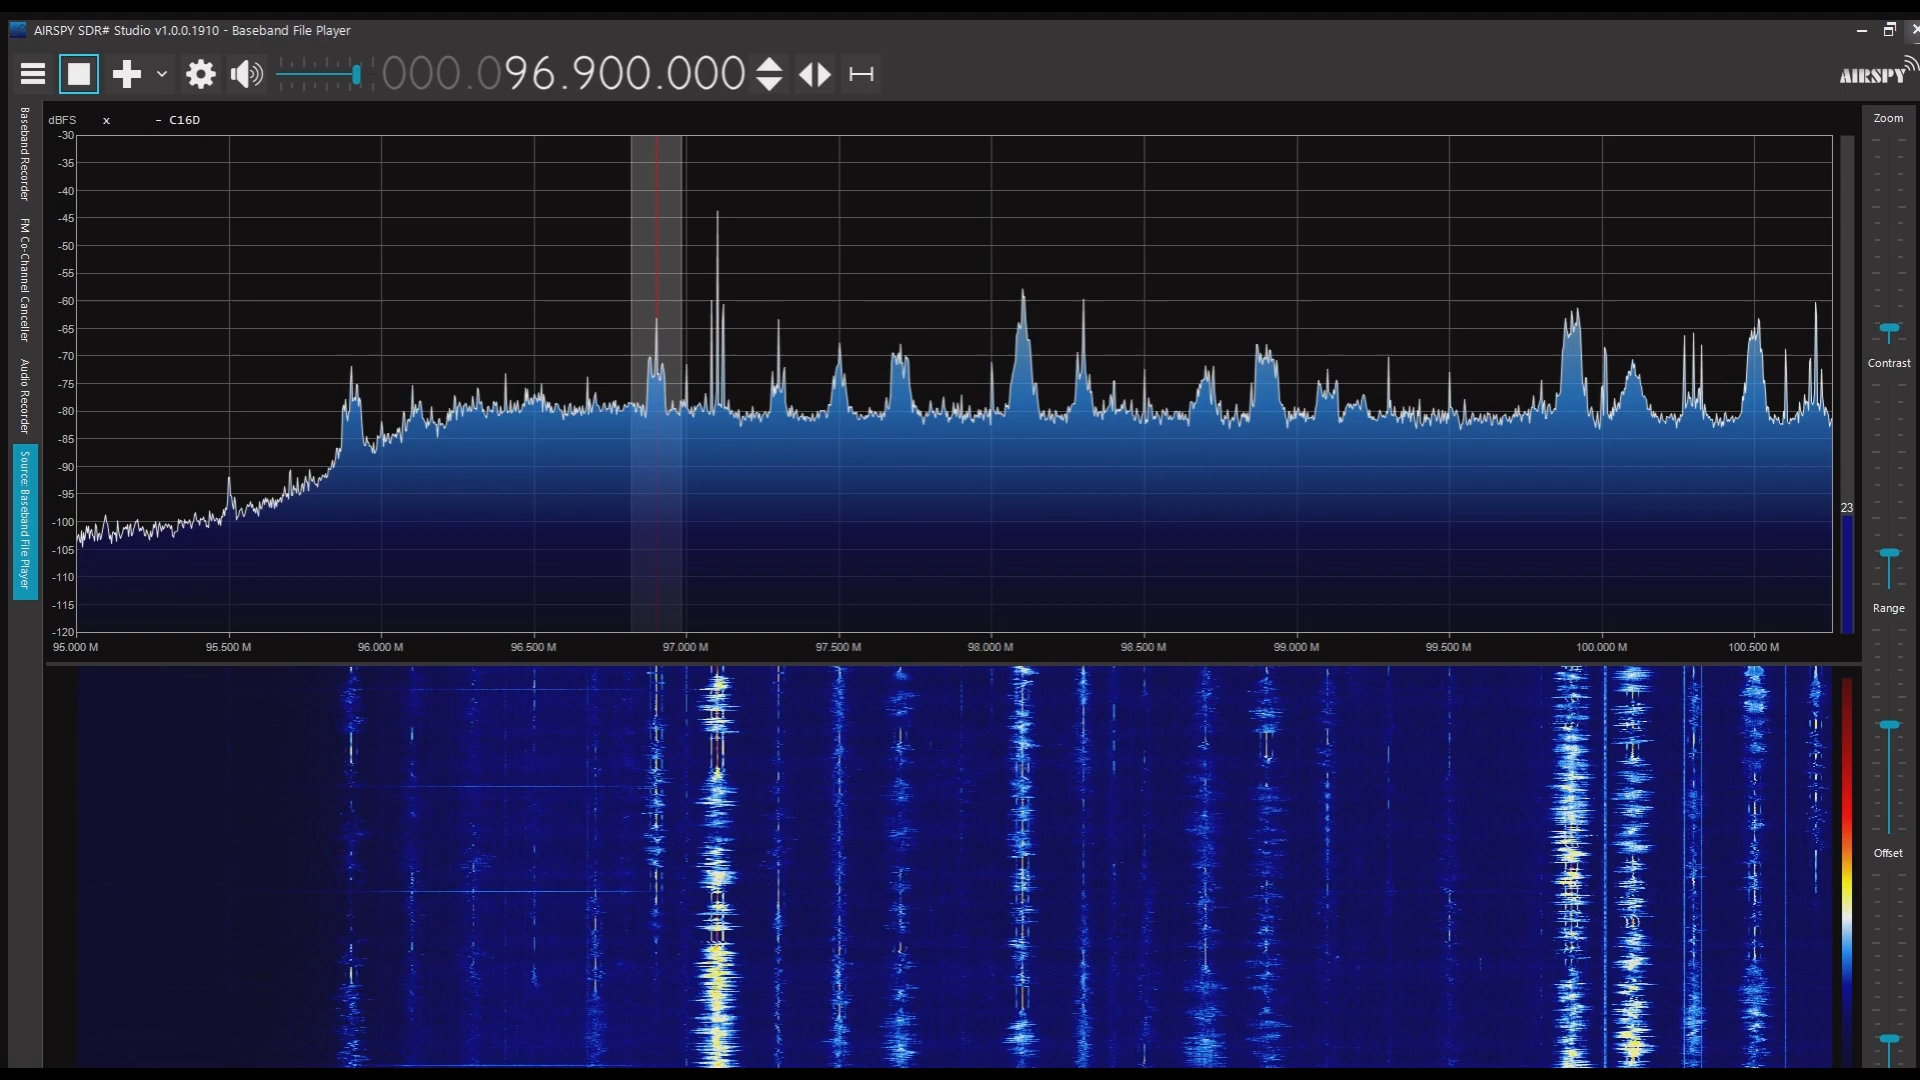 AIRSPY SDR# Studio v1.0.0.1910 - Baseband File Player
000.096.900.000
AIRSPY
Baseband Recorder
FM Co-Channel Canceller
Audio Recorder
Source: Baseband File Player
dBFS x - C16D
-30
-35
-40
-45
-50
-55
-60
-65
-70
-75
-80
-85
-90
-95
-100
-105
-110
-115
-120
95.000 M 95.500 M 96.000 M 96.500 M 97.000 M 97.500 M 98.000 M 98.500 M 99.000 M 99.500 M 100.000 M 100.500 M
23
Zoom
Contrast
Range
Offset